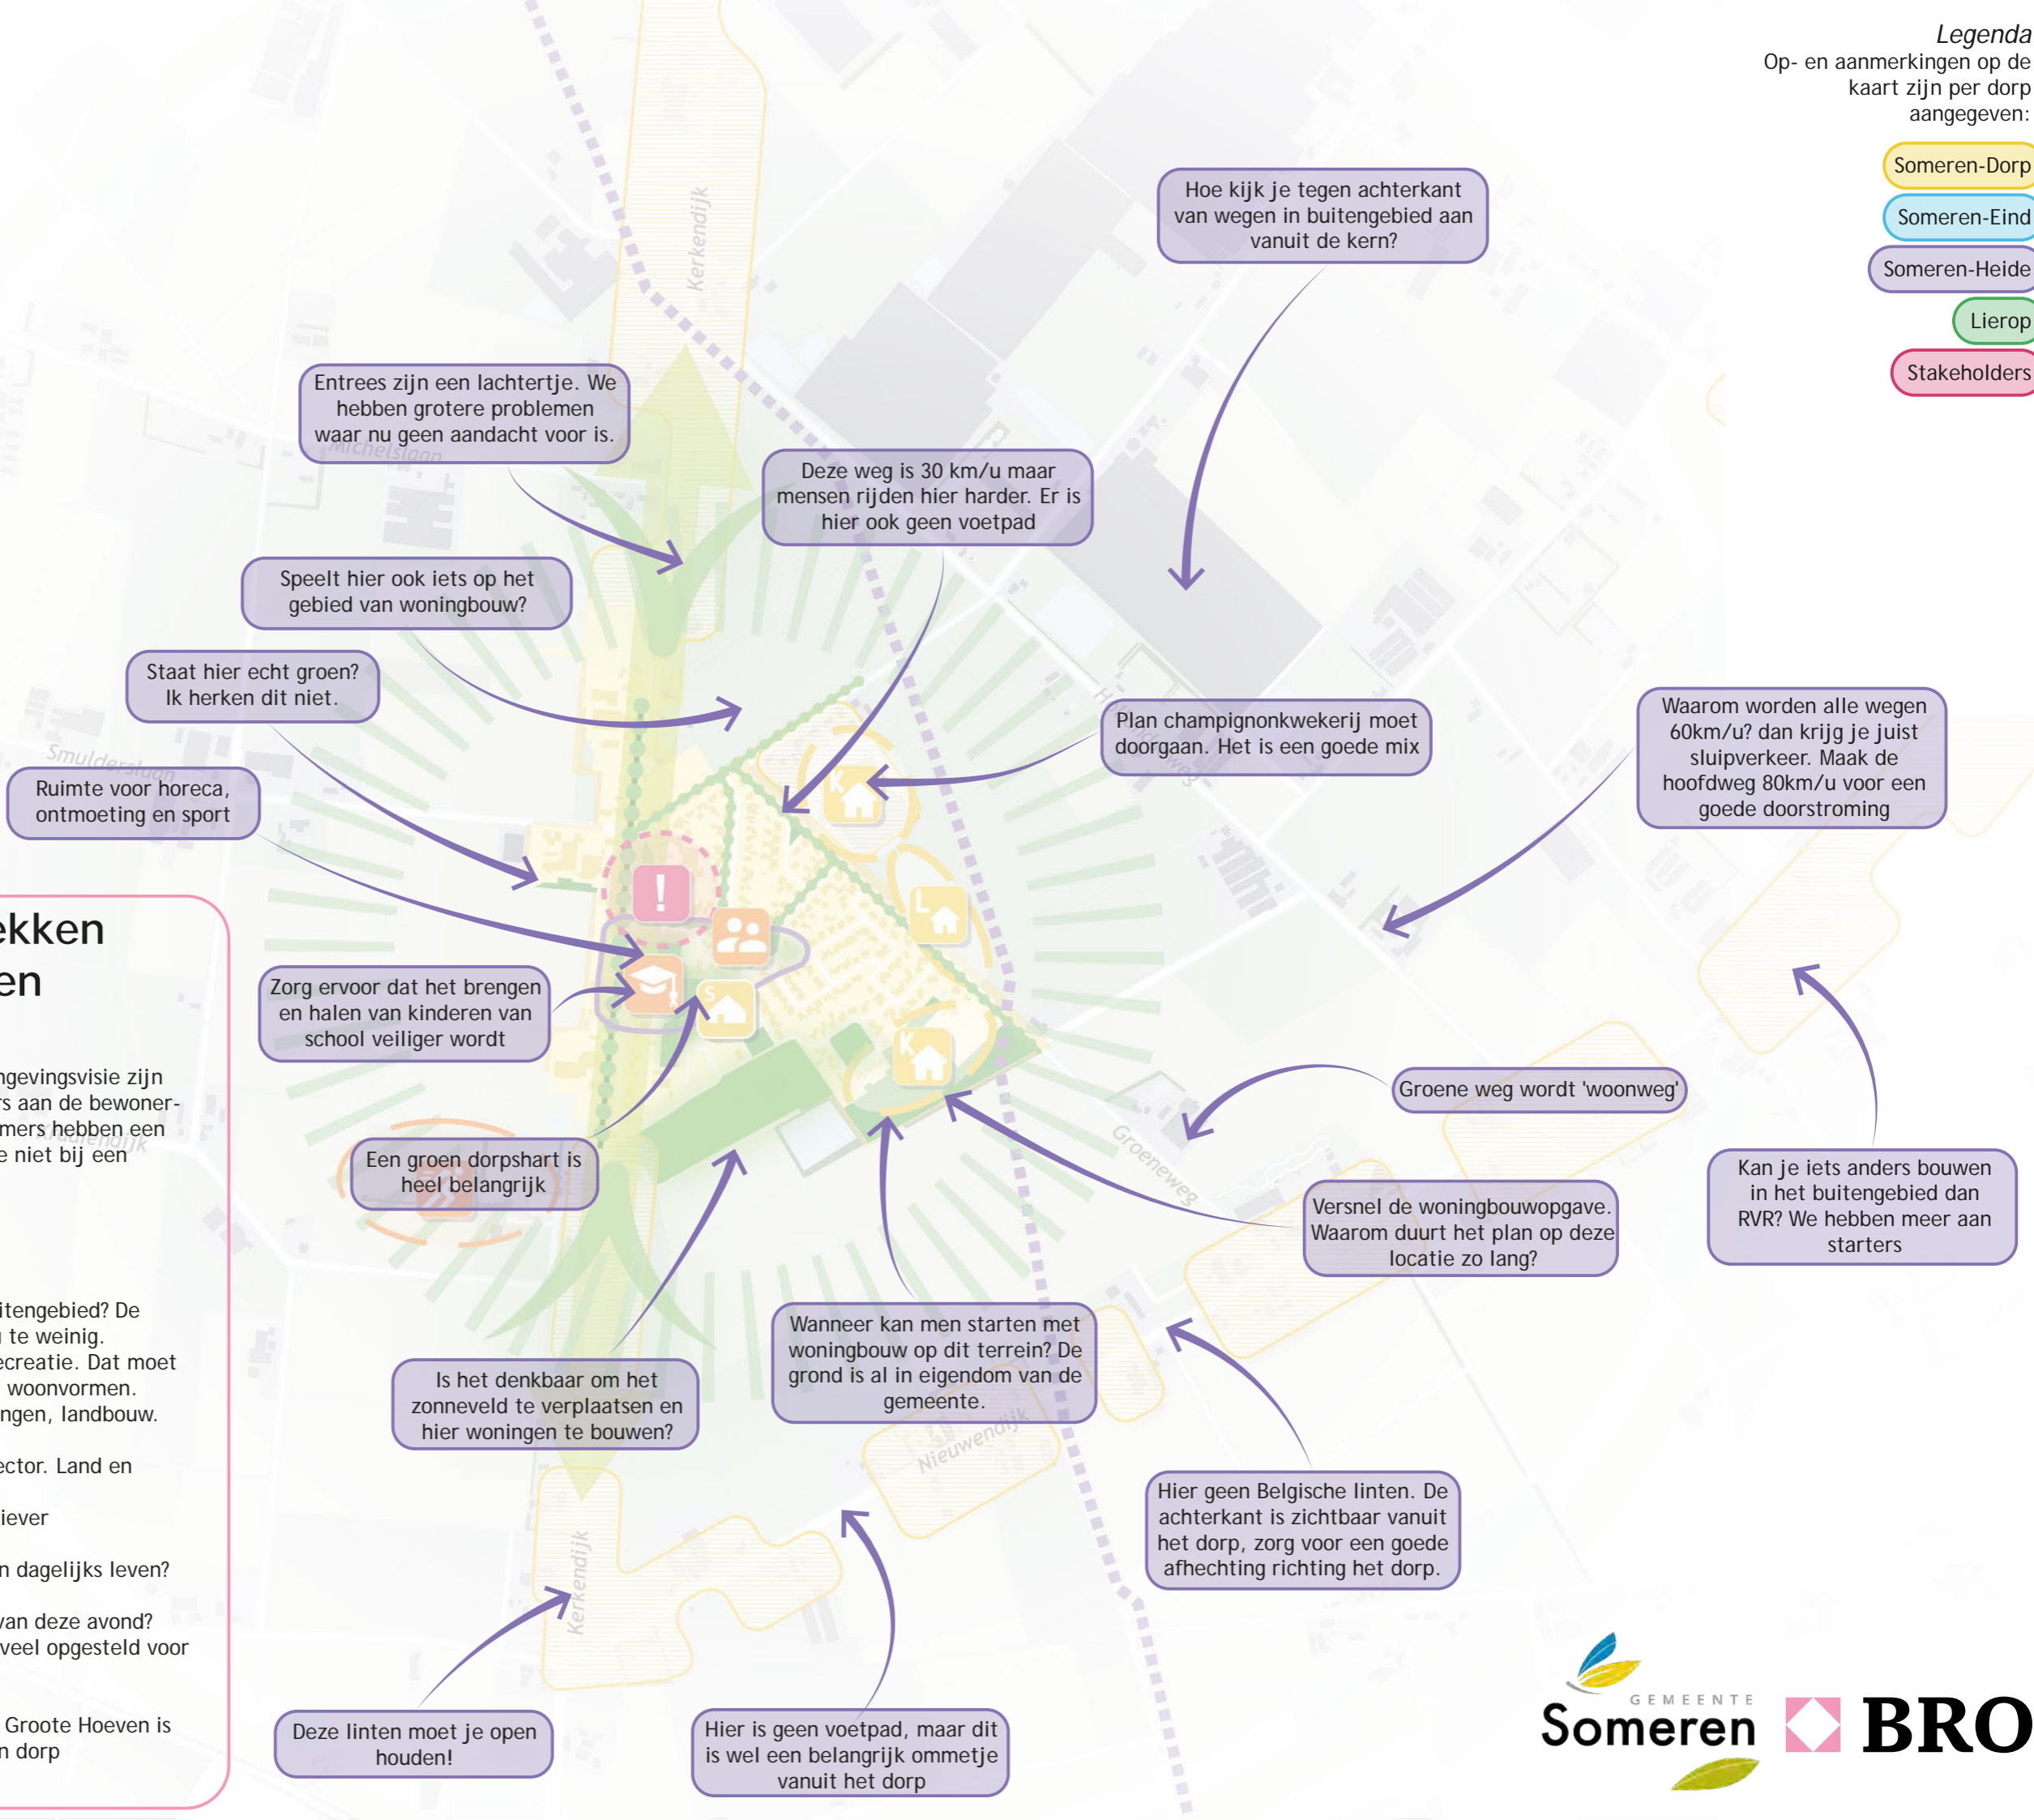 Legenda
Op- en aanmerkingen op de
kaart zijn per dorp
aangegeven:
Someren-Dorp
Someren-Eind
Someren-Heide
Lierop
Stakeholders
Hoe kijk je tegen achterkant
van wegen in buitengebied aan
vanuit de kern?
Kerkendijk
Entrees zijn een lachtertje. We
hebben grotere problemen
waar nu geen aandacht voor is.
Michelslaan
Deze weg is 30 km/u maar
mensen rijden hier harder. Er is
hier ook geen voetpad
Speelt hier ook iets op het
gebied van woningbouw?
Staat hier echt groen?
Ik herken dit niet.
Smulderslaan
Ruimte voor horeca,
ontmoeting en sport
Plan champignonkwekerij moet
doorgaan. Het is een goede mix
Waarom worden alle wegen
60km/u? dan krijg je juist
sluipverkeer. Maak de
hoofdweg 80km/u voor een
goede doorstroming
K
!
L
S
K
Zorg ervoor dat het brengen
en halen van kinderen van
school veiliger wordt
Groene weg wordt 'woonweg'
Groeneweg
Een groen dorpshart is
heel belangrijk
Kan je iets anders bouwen
in het buitengebied dan
RVR? We hebben meer aan
starters
Versnel de woningbouwopgave.
Waarom duurt het plan op deze
locatie zo lang?
Wanneer kan men starten met
woningbouw op dit terrein? De
grond is al in eigendom van de
gemeente.
Is het denkbaar om het
zonneveld te verplaatsen en
hier woningen te bouwen?
Nieuwendijk
Hier geen Belgische linten. De
achterkant is zichtbaar vanuit
het dorp, zorg voor een goede
afhechting richting het dorp.
Kerkendijk
Deze linten moet je open
houden!
Hier is geen voetpad, maar dit
is wel een belangrijk ommetje
vanuit het dorp
ekken
en
ngevingsvisie zijn
rs aan de bewoner-
mers hebben een
e niet bij een
uitengebied? De
u te weinig.
ecreatie. Dat moet
woonvormen.
ngen, landbouw.
ector. Land en
iever
n dagelijks leven?
van deze avond?
veel opgesteld voor
Groote Hoeven is
n dorp
GEMEENTE
Someren
BRO